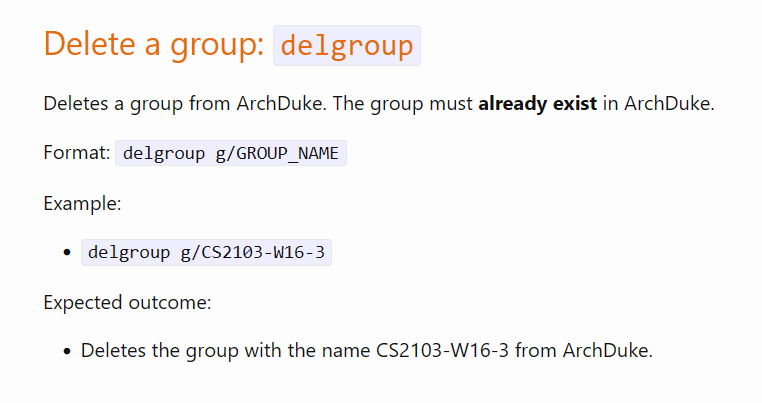 Delete a group: delgroup
Deletes a group from ArchDuke. The group must already exist in ArchDuke.
Format: delgroup g/GROUP_NAME
Example:
• delgroup g/CS2103-W16-3
Expected outcome:
• Deletes the group with the name CS2103-W16-3 from ArchDuke.